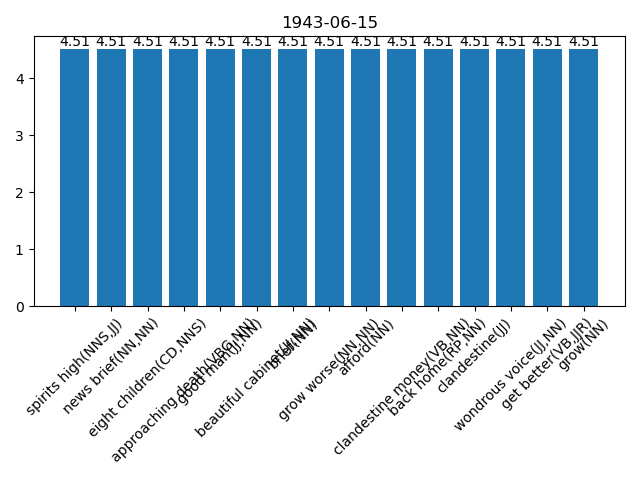 1943-06-15
4.51 4.51 4.51 4.51 4.51 4.51 4.51 4.51 4.51 4.51 4.51 4.51 4.51 4.51 4.51
4
3
2
1
0
spirits high(NNS,JJ)
news brief(NN,NN)
eight children(CD,NNS)
approaching death(VBG,NN)
good man(JJ,NN)
beautiful cabinet(JJ,NN)
brief(NN)
grow worse(NN,NN)
afford(NN)
clandestine money(VB,NN)
back home(RP,NN)
clandestine(JJ)
wondrous voice(JJ,NN)
get better(VB,JJR)
grow(NN)